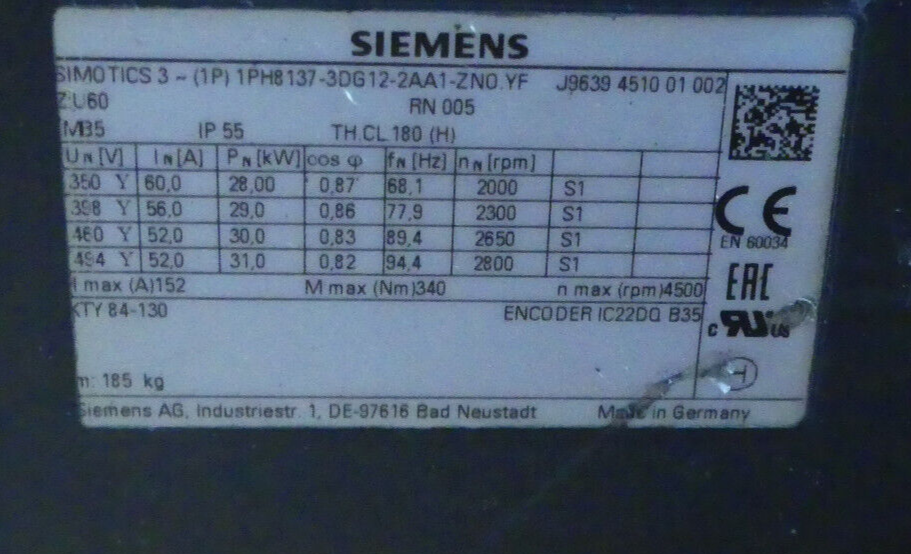 SIEMENS
SIMOTICS 3 ~ (1P) 1PH8137-3DG12-2AA1-ZNO.YF J9639 4510 01 002
Z:U60 RN 005
IMB35 IP 55 TH.CL 180 (H)
UN [V] IN [A] PN [kW] cos φ fN [Hz] nN [rpm]
350 Y 60,0 28,00 0,87 68,1 2000 S1
398 Y 56,0 29,0 0,86 77,9 2300 S1
460 Y 52,0 30,0 0,83 89,4 2650 S1
494 Y 52,0 31,0 0,82 94,4 2800 S1
I max (A)152 M max (Nm)340 n max (rpm)4500
KTY 84-130 ENCODER IC22DQ B35
m: 185 kg
Siemens AG, Industriestr. 1, DE-97616 Bad Neustadt Made in Germany
CE
EN 60034
EAC
c RU us
H